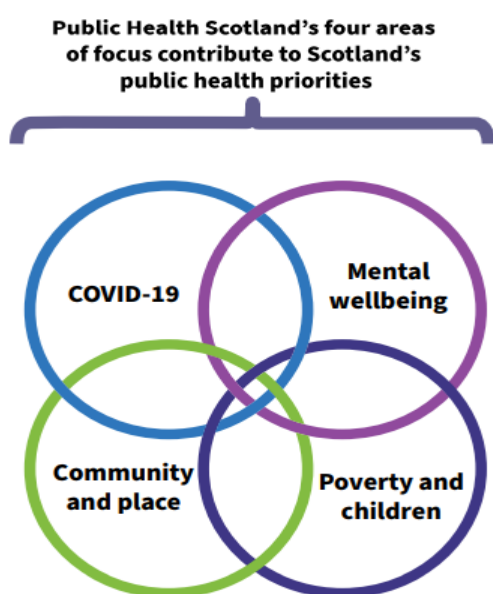 Public Health Scotland’s four areas
of focus contribute to Scotland’s
public health priorities
COVID-19
Mental
wellbeing
Community
and place
Poverty and
children